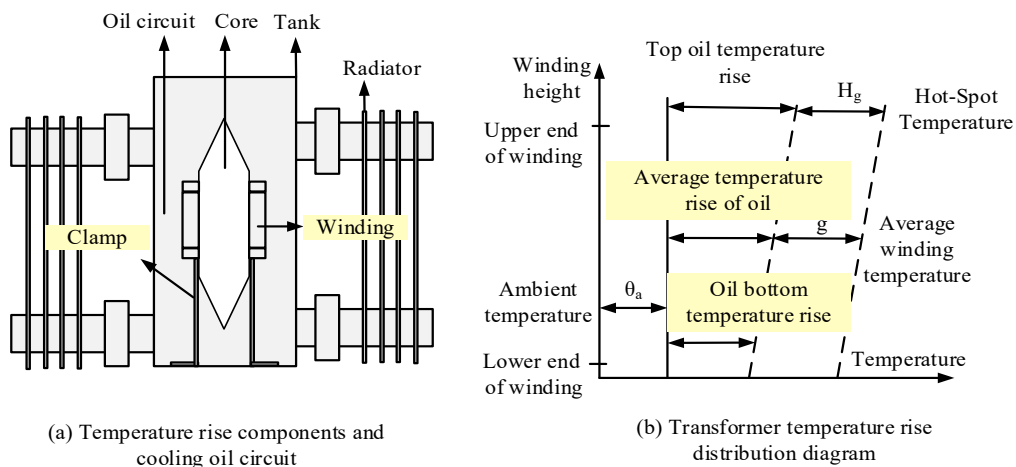 Oil circuit
Core
Tank
Radiator
Clamp
Winding
(a) Temperature rise components and
cooling oil circuit
Winding
height
Top oil temperature
rise
Hg
Hot-Spot
Temperature
Upper end
of winding
Average temperature
rise of oil
g
Average
winding
temperature
Ambient
temperature
θa
Oil bottom
temperature rise
Lower end
of winding
Temperature
(b) Transformer temperature rise
distribution diagram